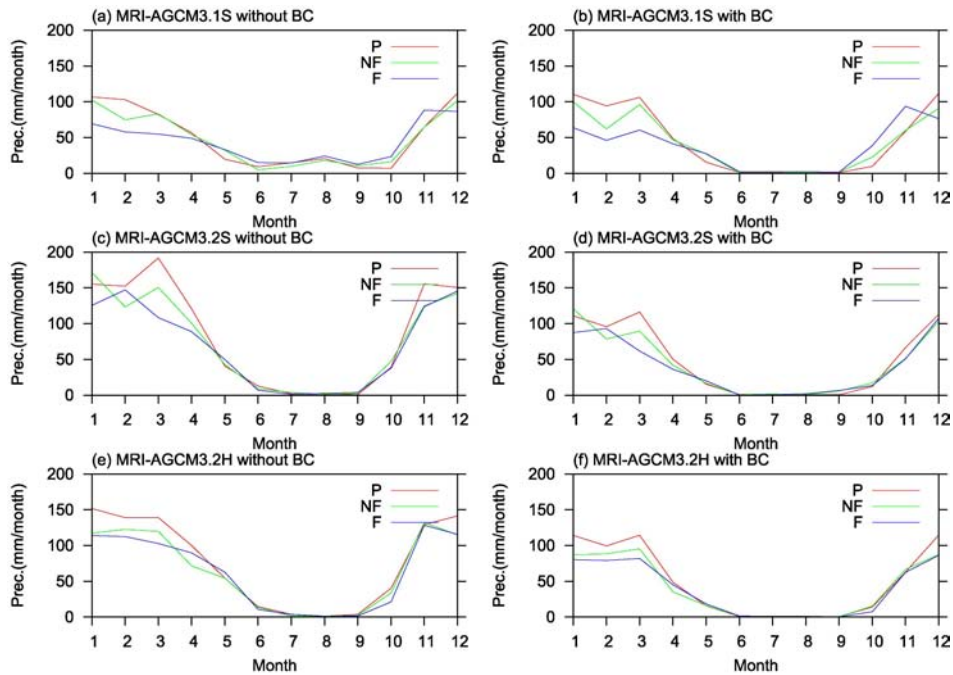 (a) MRI-AGCM3.1S without BC
200
150
100
50
0
Prec.(mm/month)
P
NF
F
1 2 3 4 5 6 7 8 9 10 11 12
Month
(b) MRI-AGCM3.1S with BC
200
150
100
50
0
Prec.(mm/month)
P
NF
F
1 2 3 4 5 6 7 8 9 10 11 12
Month
(c) MRI-AGCM3.2S without BC
200
150
100
50
0
Prec.(mm/month)
P
NF
F
1 2 3 4 5 6 7 8 9 10 11 12
Month
(d) MRI-AGCM3.2S with BC
200
150
100
50
0
Prec.(mm/month)
P
NF
F
1 2 3 4 5 6 7 8 9 10 11 12
Month
(e) MRI-AGCM3.2H without BC
200
150
100
50
0
Prec.(mm/month)
P
NF
F
1 2 3 4 5 6 7 8 9 10 11 12
Month
(f) MRI-AGCM3.2H with BC
200
150
100
50
0
Prec.(mm/month)
P
NF
F
1 2 3 4 5 6 7 8 9 10 11 12
Month